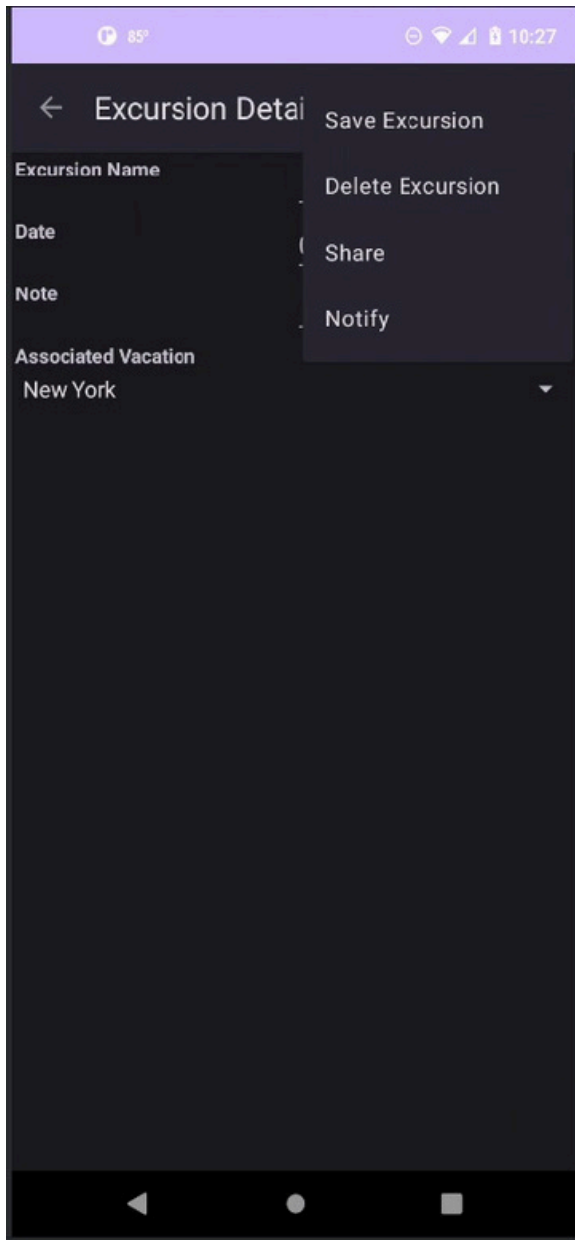 85°
10:27
Excursion Detai
Save Excursion
Delete Excursion
Share
Notify
Excursion Name
Date
Note
Associated Vacation
New York